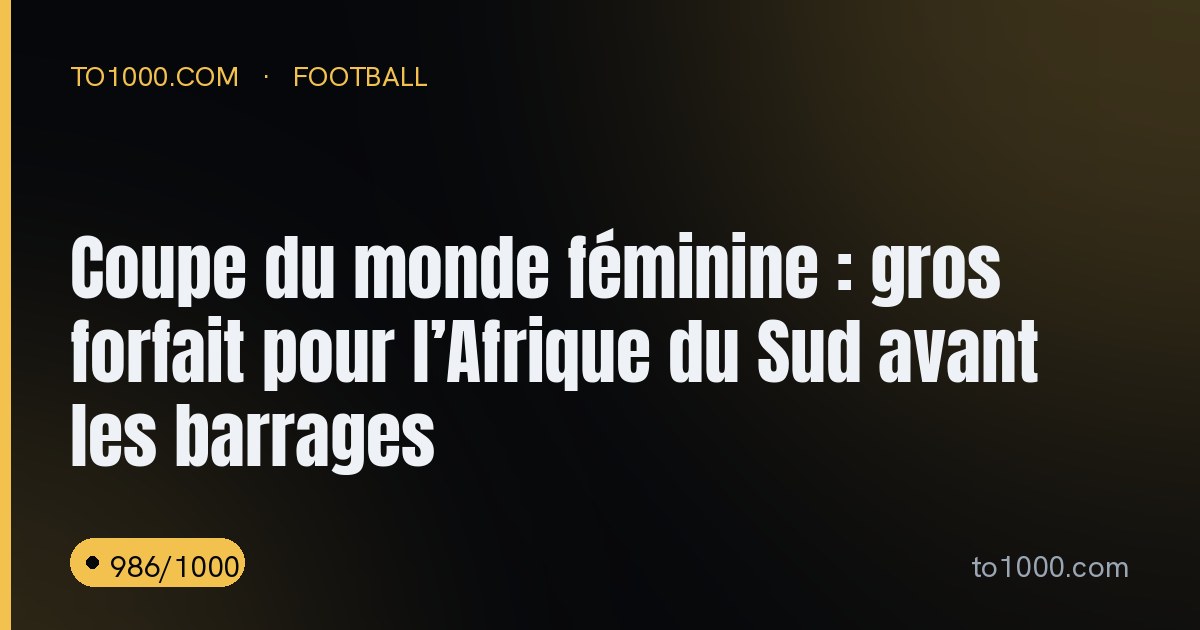 TO1000.COM · FOOTBALL
Coupe du monde féminine : gros
forfait pour l’Afrique du Sud avant
les barrages
986/1000
to1000.com